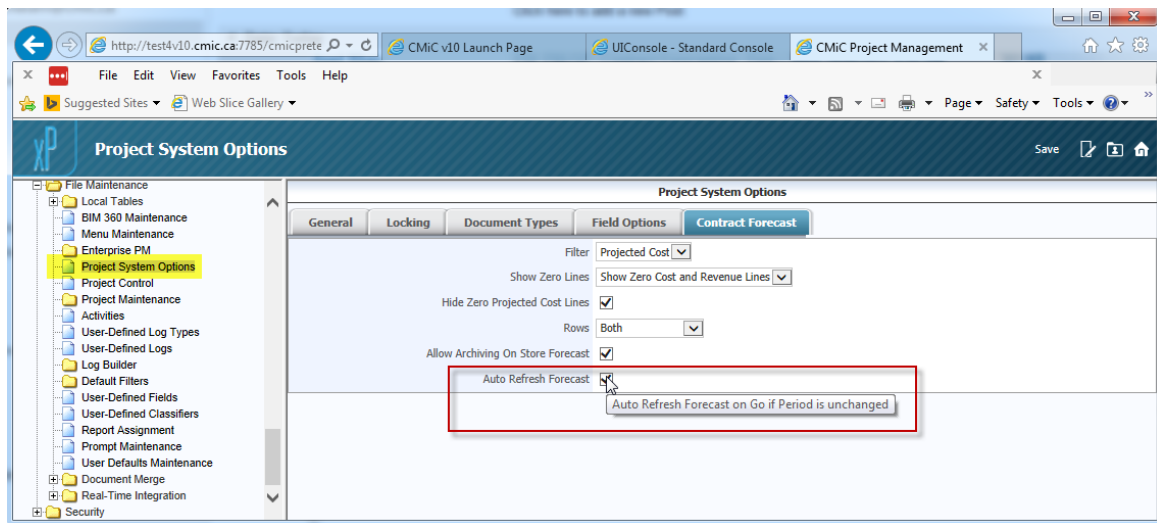 http://test4v10.cmic.ca:7785/cmicprete
CMiC v10 Launch Page
UIConsole - Standard Console
CMiC Project Management
File Edit View Favorites Tools Help
Suggested Sites Web Slice Gallery
Page Safety Tools
xP
Project System Options
Save
File Maintenance
Local Tables
BIM 360 Maintenance
Menu Maintenance
Enterprise PM
Project System Options
Project Control
Project Maintenance
Activities
User-Defined Log Types
User-Defined Logs
Log Builder
Default Filters
User-Defined Fields
User-Defined Classifiers
Report Assignment
Prompt Maintenance
User Defaults Maintenance
Document Merge
Real-Time Integration
Security
Project System Options
General Locking Document Types Field Options Contract Forecast
Filter Projected Cost
Show Zero Lines Show Zero Cost and Revenue Lines
Hide Zero Projected Cost Lines
Rows Both
Allow Archiving On Store Forecast
Auto Refresh Forecast
Auto Refresh Forecast on Go if Period is unchanged